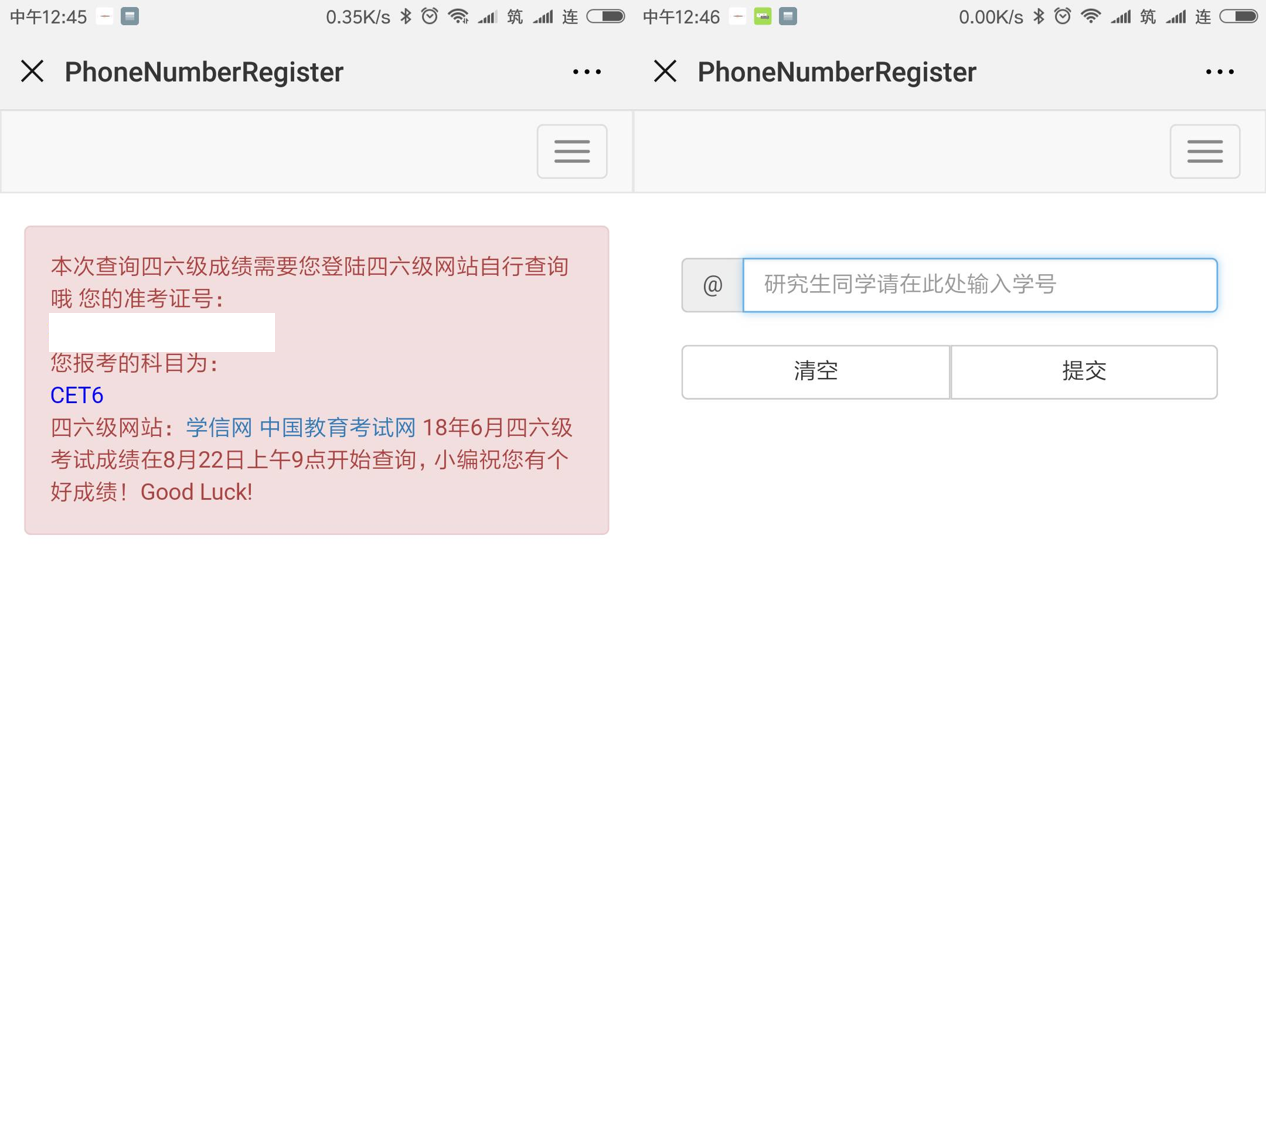 中午12:45
0.35K/s
筑
连
PhoneNumberRegister
本次查询四六级成绩需要您登陆四六级网站自行查询
哦 您的准考证号：
您报考的科目为：
CET6
四六级网站：学信网 中国教育考试网 18年6月四六级
考试成绩在8月22日上午9点开始查询，小编祝您有个
好成绩！Good Luck!
中午12:46
0.00K/s
筑
连
PhoneNumberRegister
@
研究生同学请在此处输入学号
清空
提交